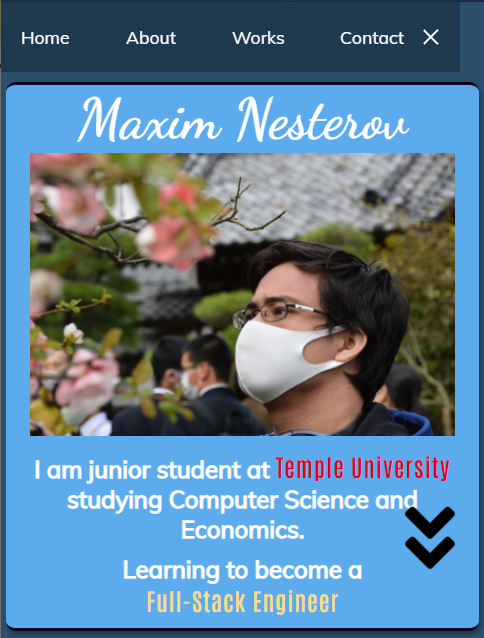 Home About Works Contact
Maxim Nesterov
I am junior student at Temple University
studying Computer Science and
Economics.
Learning to become a
Full-Stack Engineer